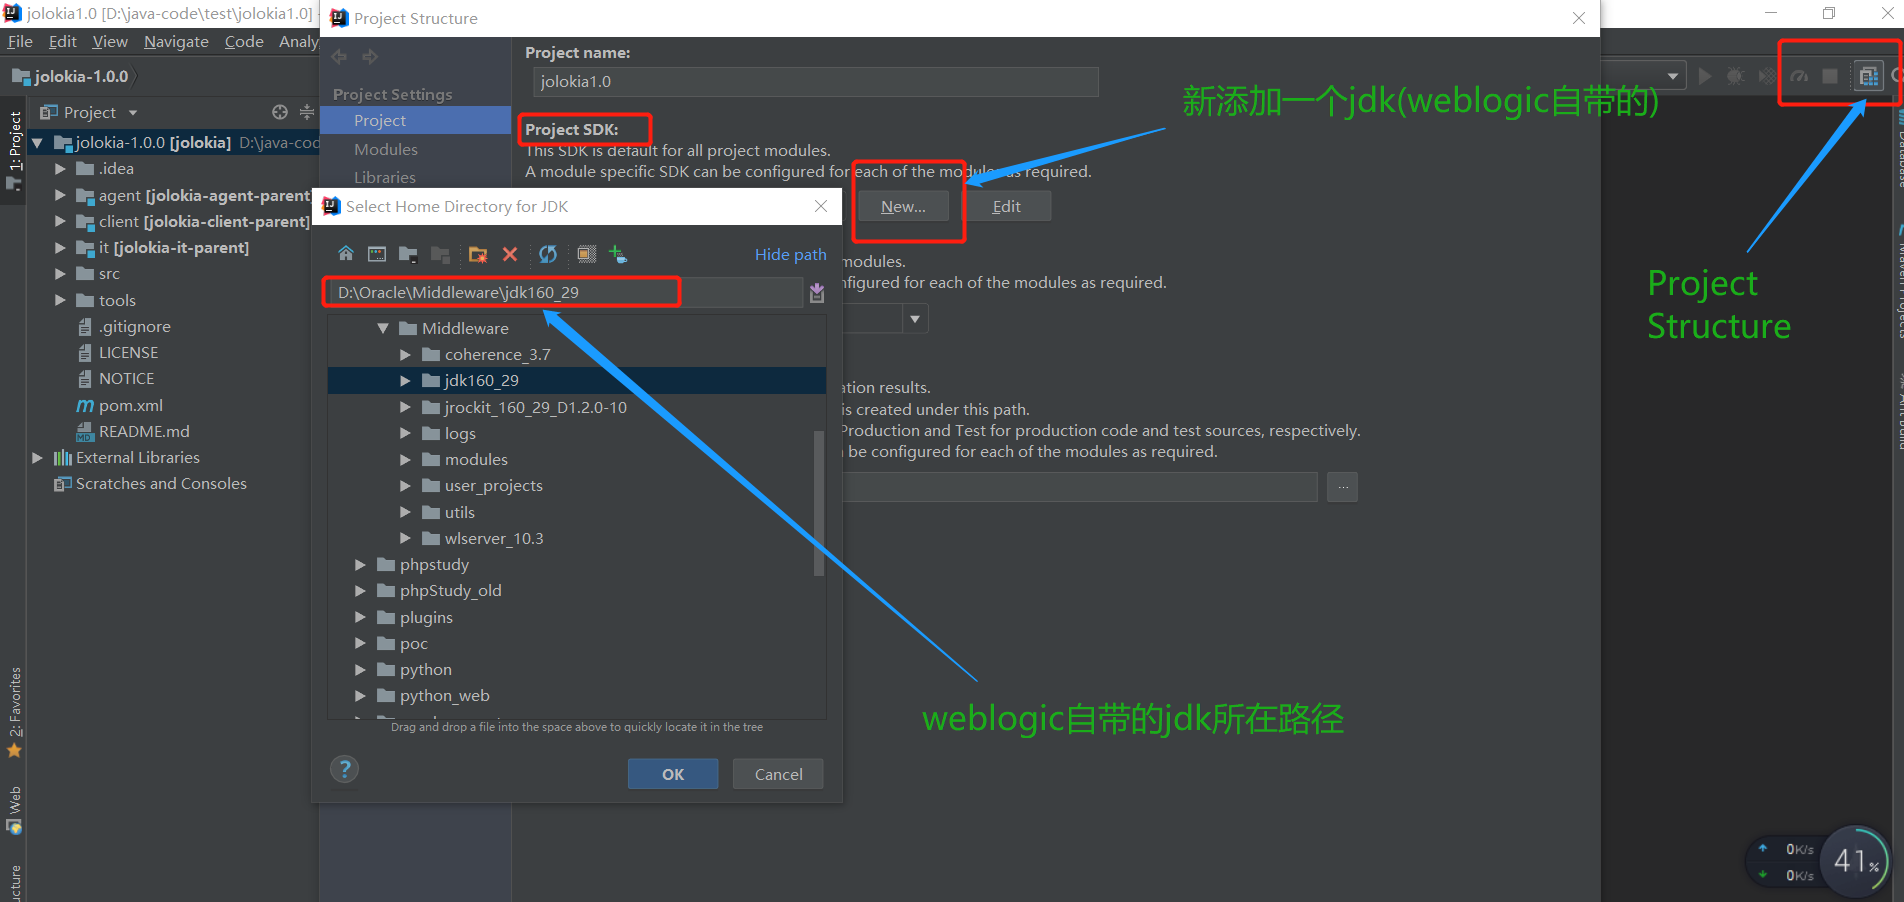 jolokia1.0 [D:\java-code\test\jolokia1.0]
File Edit View Navigate Code Analy
jolokia-1.0.0
Project
1: Project
jolokia-1.0.0 [jolokia] D:\java-cod
.idea
agent [jolokia-agent-parent]
client [jolokia-client-parent]
it [jolokia-it-parent]
src
tools
.gitignore
LICENSE
NOTICE
pom.xml
README.md
External Libraries
Scratches and Consoles
2: Favorites
Web
ucture
Project Structure
Project Settings
Project
Modules
Libraries
Project name:
jolokia1.0
Project SDK:
This SDK is default for all project modules.
A module specific SDK can be configured for each of the modules as required.
New...
Edit
modules.
nfigured for each of the modules as required.
ation results.
is created under this path.
Production and Test for production code and test sources, respectively.
be configured for each of the modules as required.
...
Select Home Directory for JDK
Hide path
D:\Oracle\Middleware\jdk160_29
Middleware
coherence_3.7
jdk160_29
jrockit_160_29_D1.2.0-10
logs
modules
user_projects
utils
wlserver_10.3
phpstudy
phpStudy_old
plugins
poc
python
python_web
Drag and drop a file into the space above to quickly locate it in the tree
?
OK
Cancel
新添加一个jdk(weblogic自带的)
Project
Structure
weblogic自带的jdk所在路径
Database
Maven Projects
Ant Build
0K/s
0K/s
41%